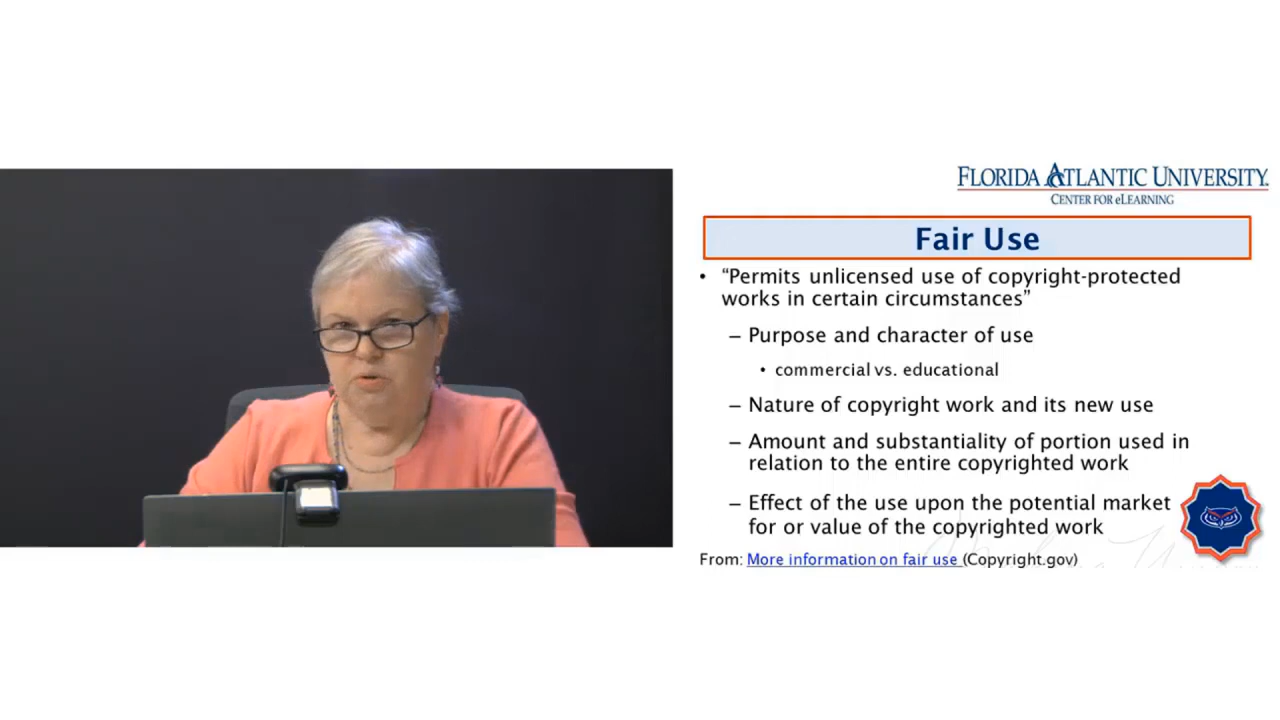 FLORIDA ATLANTIC UNIVERSITY.
CENTER FOR eLEARNING
Fair Use
• “Permits unlicensed use of copyright-protected
works in certain circumstances”
– Purpose and character of use
• commercial vs. educational
– Nature of copyright work and its new use
– Amount and substantiality of portion used in
relation to the entire copyrighted work
– Effect of the use upon the potential market
for or value of the copyrighted work
From: More information on fair use (Copyright.gov)